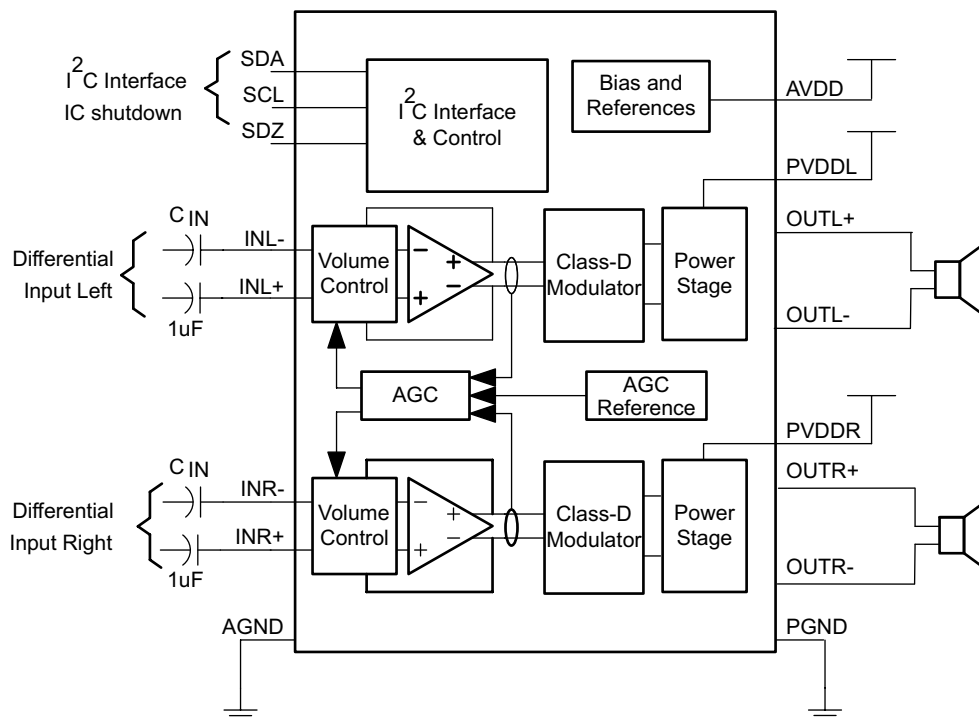 I2C Interface
IC shutdown
SDA
SCL
SDZ
I2C Interface
& Control
Bias and
References
AVDD
PVDDL
CIN
INL-
Differential
Input Left
INL+
1uF
Volume
Control
−
+
+
−
Class-D
Modulator
Power
Stage
OUTL+
OUTL-
AGC
AGC
Reference
PVDDR
CIN
INR-
Differential
Input Right
INR+
1uF
Volume
Control
−
+
+
−
Class-D
Modulator
Power
Stage
OUTR+
OUTR-
AGND
PGND